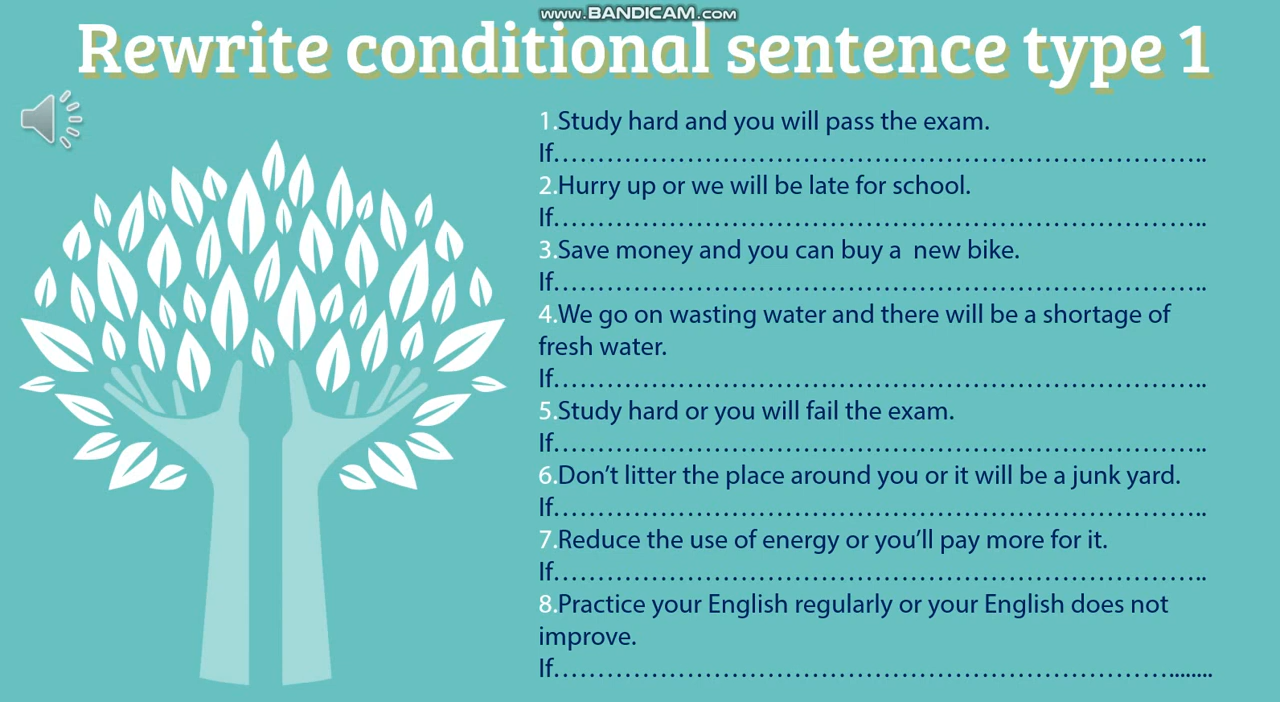 www.BANDICAM.com
Rewrite conditional sentence type 1
1.Study hard and you will pass the exam.
If……………………………………………………………………..
2.Hurry up or we will be late for school.
If……………………………………………………………………..
3.Save money and you can buy a  new bike.
If……………………………………………………………………..
4.We go on wasting water and there will be a shortage of
fresh water.
If……………………………………………………………………..
5.Study hard or you will fail the exam.
If……………………………………………………………………..
6.Don’t litter the place around you or it will be a junk yard.
If……………………………………………………………………..
7.Reduce the use of energy or you’ll pay more for it.
If……………………………………………………………………..
8.Practice your English regularly or your English does not
improve.
If…………………………………………………………………........